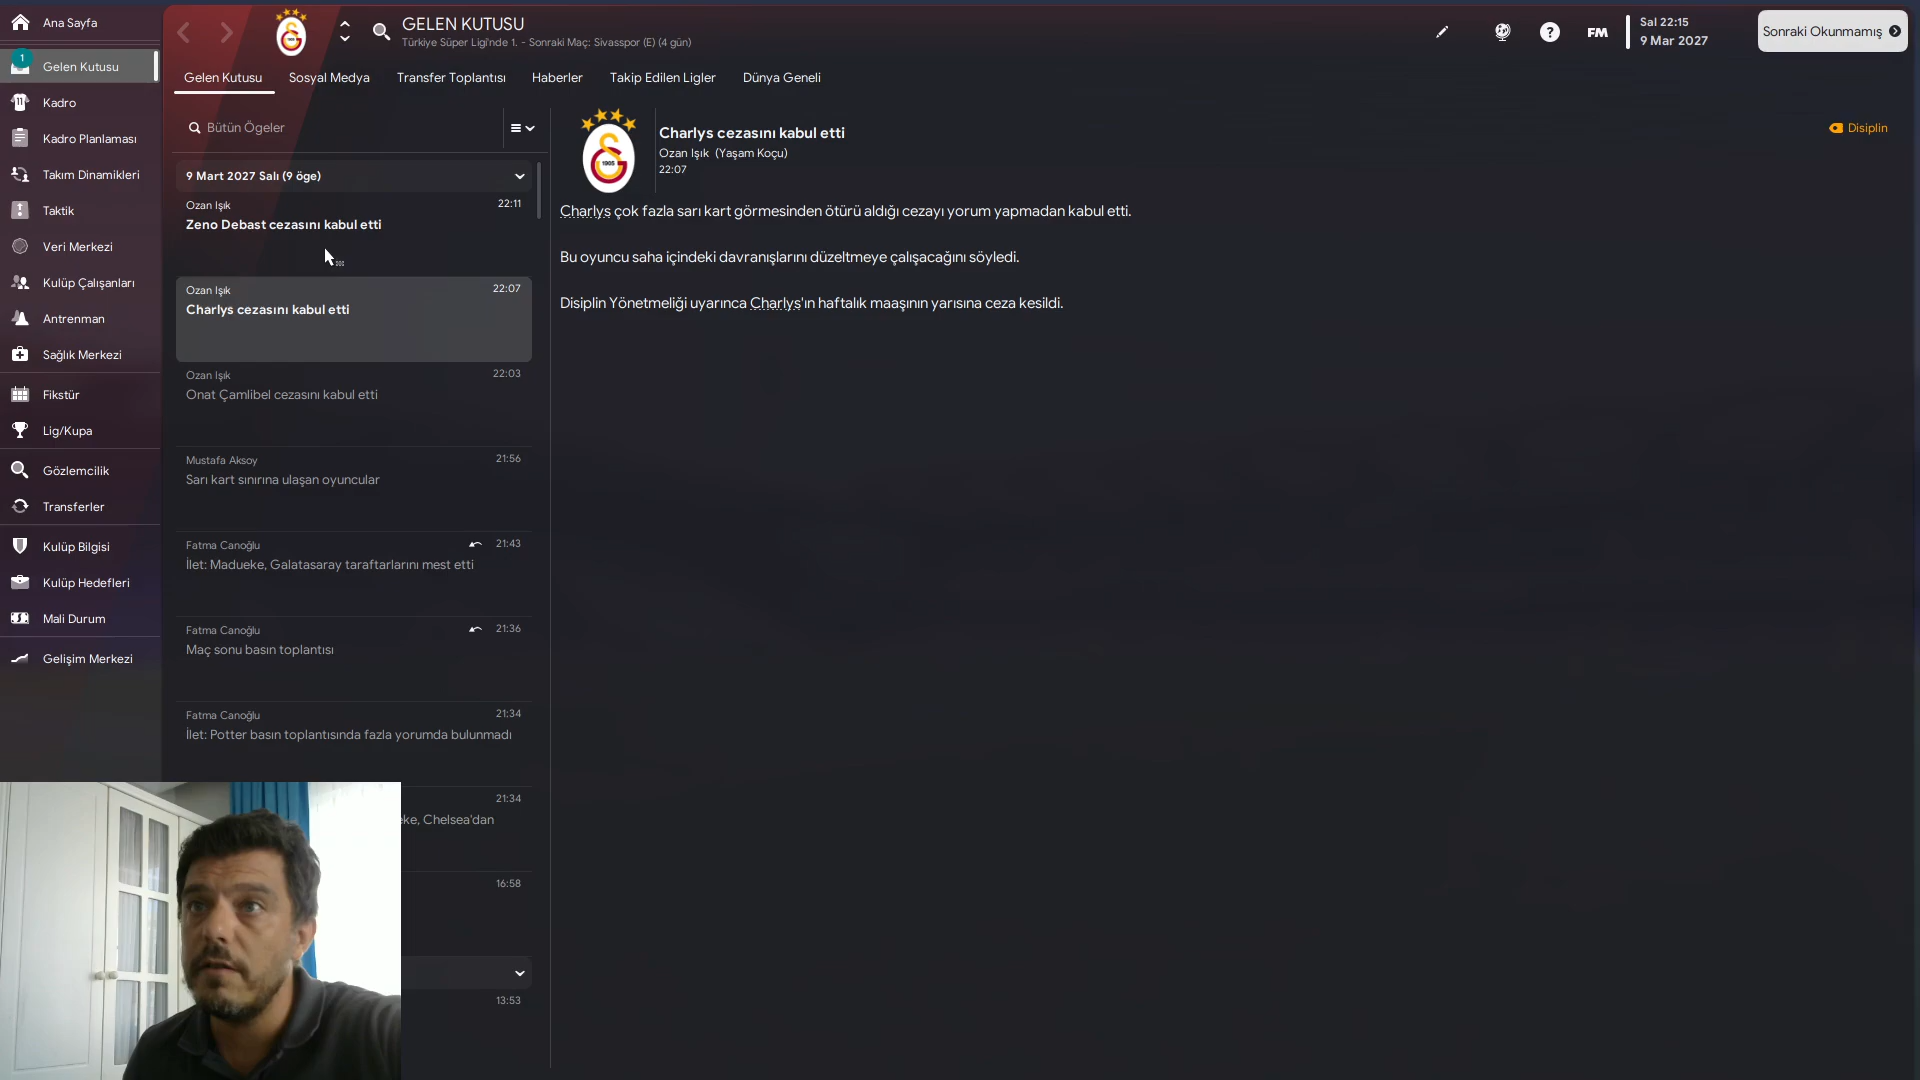 Ana Sayfa
1
Gelen Kutusu
Kadro
Kadro Planlaması
Takım Dinamikleri
Taktik
Veri Merkezi
Kulüp Çalışanları
Antrenman
Sağlık Merkezi
Fikstür
Lig/Kupa
Gözlemcilik
Transferler
Kulüp Bilgisi
Kulüp Hedefleri
Mali Durum
Gelişim Merkezi
GELEN KUTUSU
Türkiye Süper Ligi'nde 1. - Sonraki Maç: Sivasspor (E) (4 gün)
FM
Sal 22:15
9 Mar 2027
Sonraki Okunmamış
Gelen Kutusu Sosyal Medya Transfer Toplantısı Haberler Takip Edilen Ligler Dünya Geneli
Bütün Ögeler
9 Mart 2027 Salı (9 öge)
Ozan Işık 22:11
Zeno Debast cezasını kabul etti
Ozan Işık 22:07
Charlys cezasını kabul etti
Ozan Işık 22:03
Onat Çamlibel cezasını kabul etti
Mustafa Aksoy 21:56
Sarı kart sınırına ulaşan oyuncular
Fatma Canoğlu 21:43
İlet: Madueke, Galatasaray taraftarlarını mest etti
Fatma Canoğlu 21:36
Maç sonu basın toplantısı
Fatma Canoğlu 21:34
İlet: Potter basın toplantısında fazla yorumda bulunmadı
21:34
eke, Chelsea'dan
16:58
13:53
1905
Charlys cezasını kabul etti
Ozan Işık (Yaşam Koçu)
22:07
Disiplin
Charlys çok fazla sarı kart görmesinden ötürü aldığı cezayı yorum yapmadan kabul etti.
Bu oyuncu saha içindeki davranışlarını düzeltmeye çalışacağını söyledi.
Disiplin Yönetmeliği uyarınca Charlys'ın haftalık maaşının yarısına ceza kesildi.